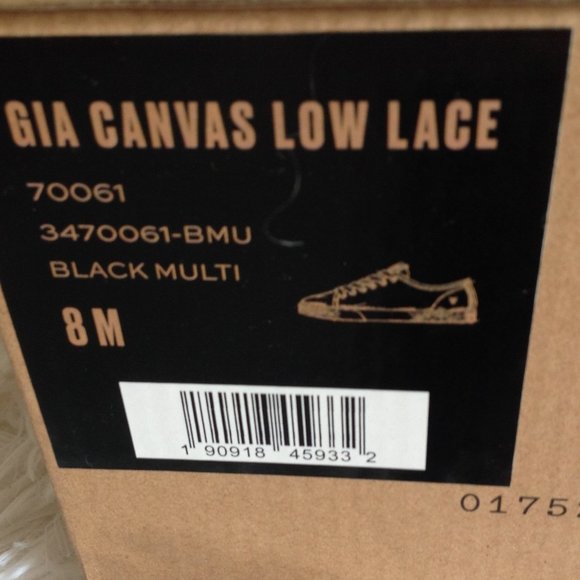 GIA CANVAS LOW LACE
70061
3470061-BMU
BLACK MULTI
8 M
1 90918 45933 2